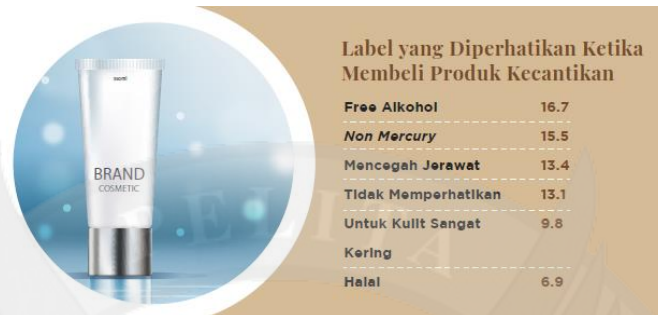 Label yang Diperhatikan Ketika
Membeli Produk Kecantikan
Free Alkohol 16.7
Non Mercury 15.5
Mencegah Jerawat 13.4
Tidak Memperhatikan 13.1
Untuk Kulit Sangat 9.8
Kering
Halal 6.9
BRAND
COSMETIC
PELITA